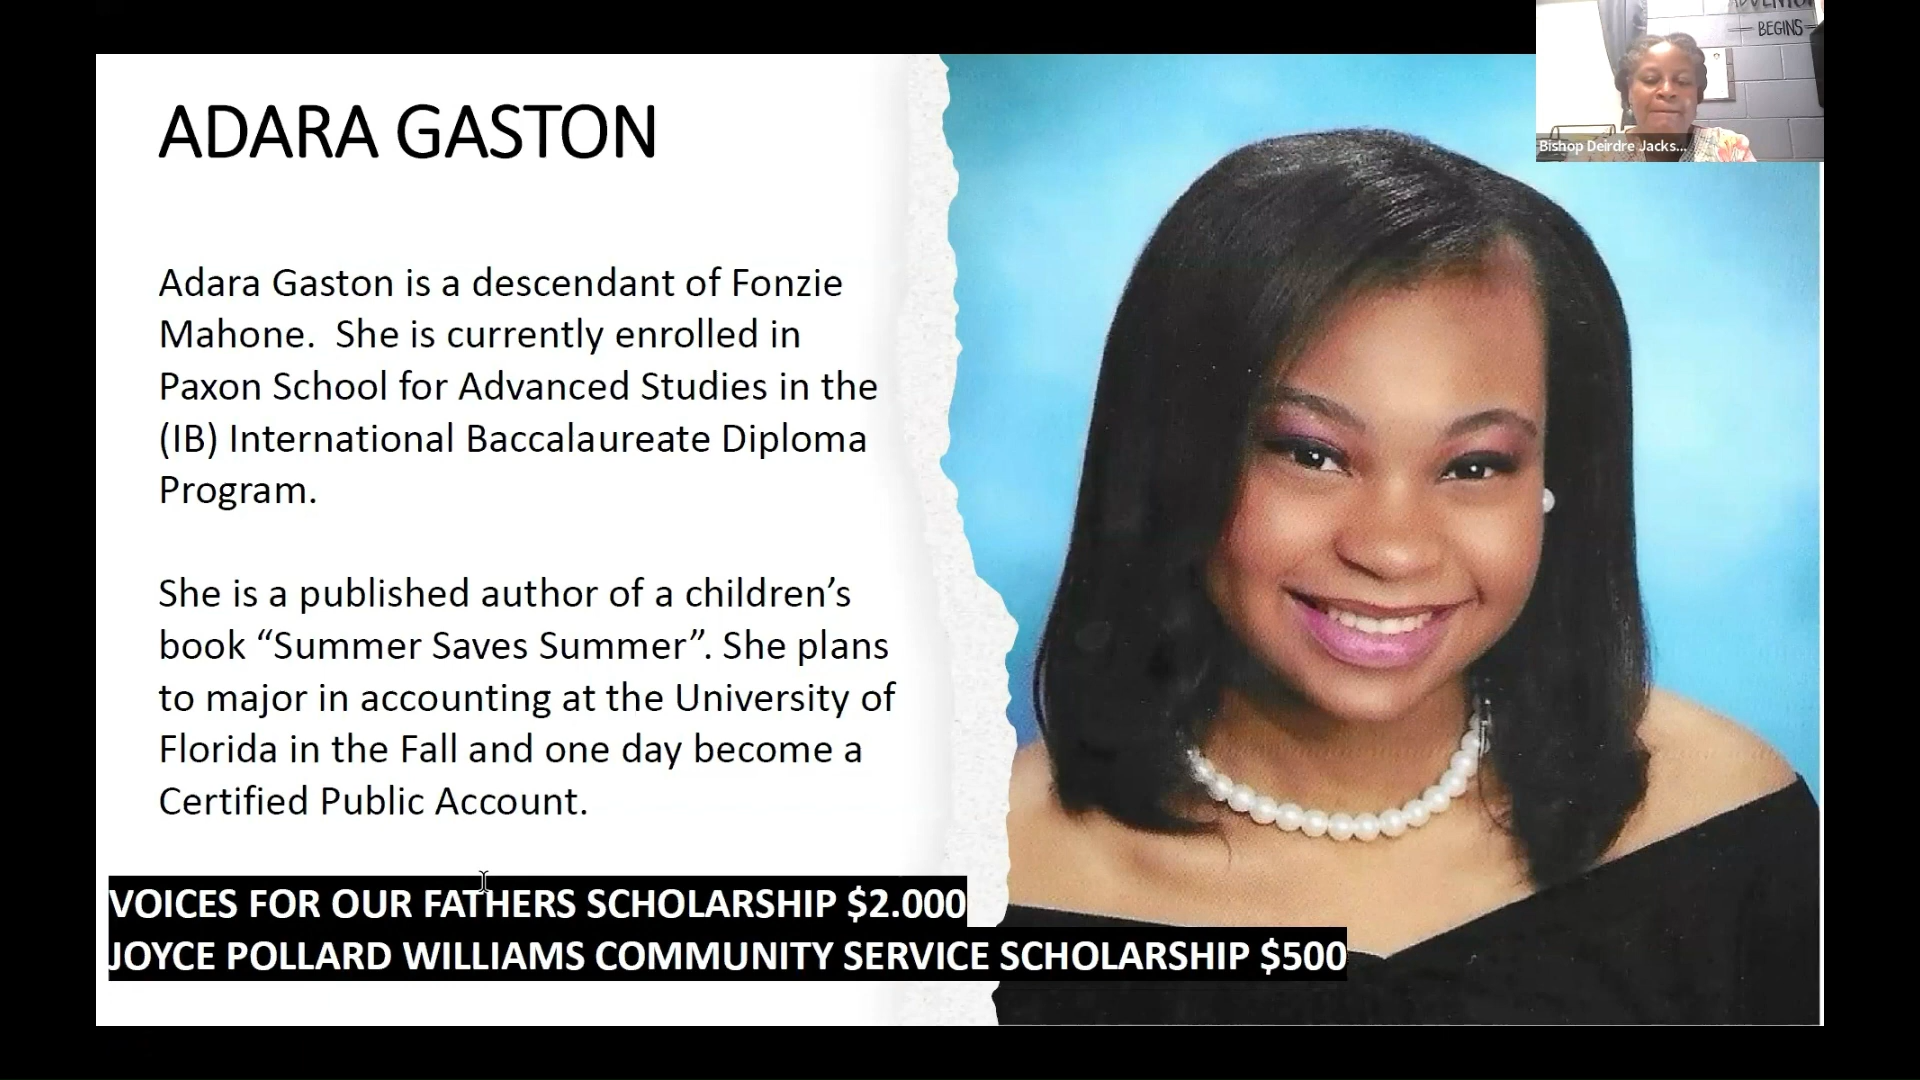 BEGINS
Bishop Deirdre Jacks...
ADARA GASTON
Adara Gaston is a descendant of Fonzie
Mahone.  She is currently enrolled in
Paxon School for Advanced Studies in the
(IB) International Baccalaureate Diploma
Program.
She is a published author of a children’s
book “Summer Saves Summer”. She plans
to major in accounting at the University of
Florida in the Fall and one day become a
Certified Public Account.
VOICES FOR OUR FATHERS SCHOLARSHIP $2.000
JOYCE POLLARD WILLIAMS COMMUNITY SERVICE SCHOLARSHIP $500